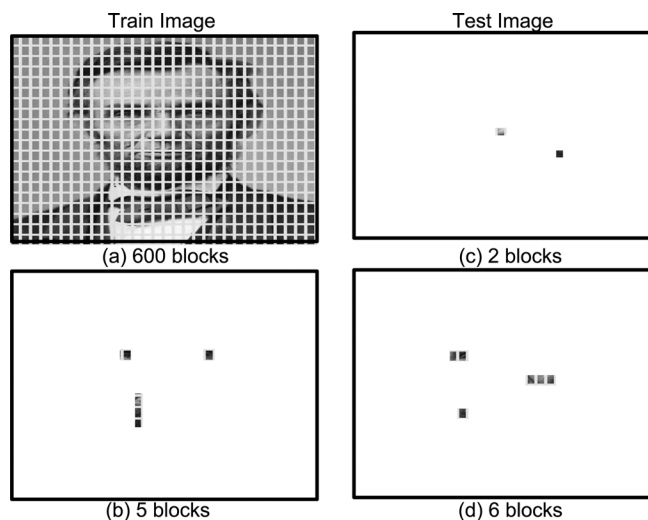 Train Image
Test Image
(a) 600 blocks
(c) 2 blocks
(b) 5 blocks
(d) 6 blocks